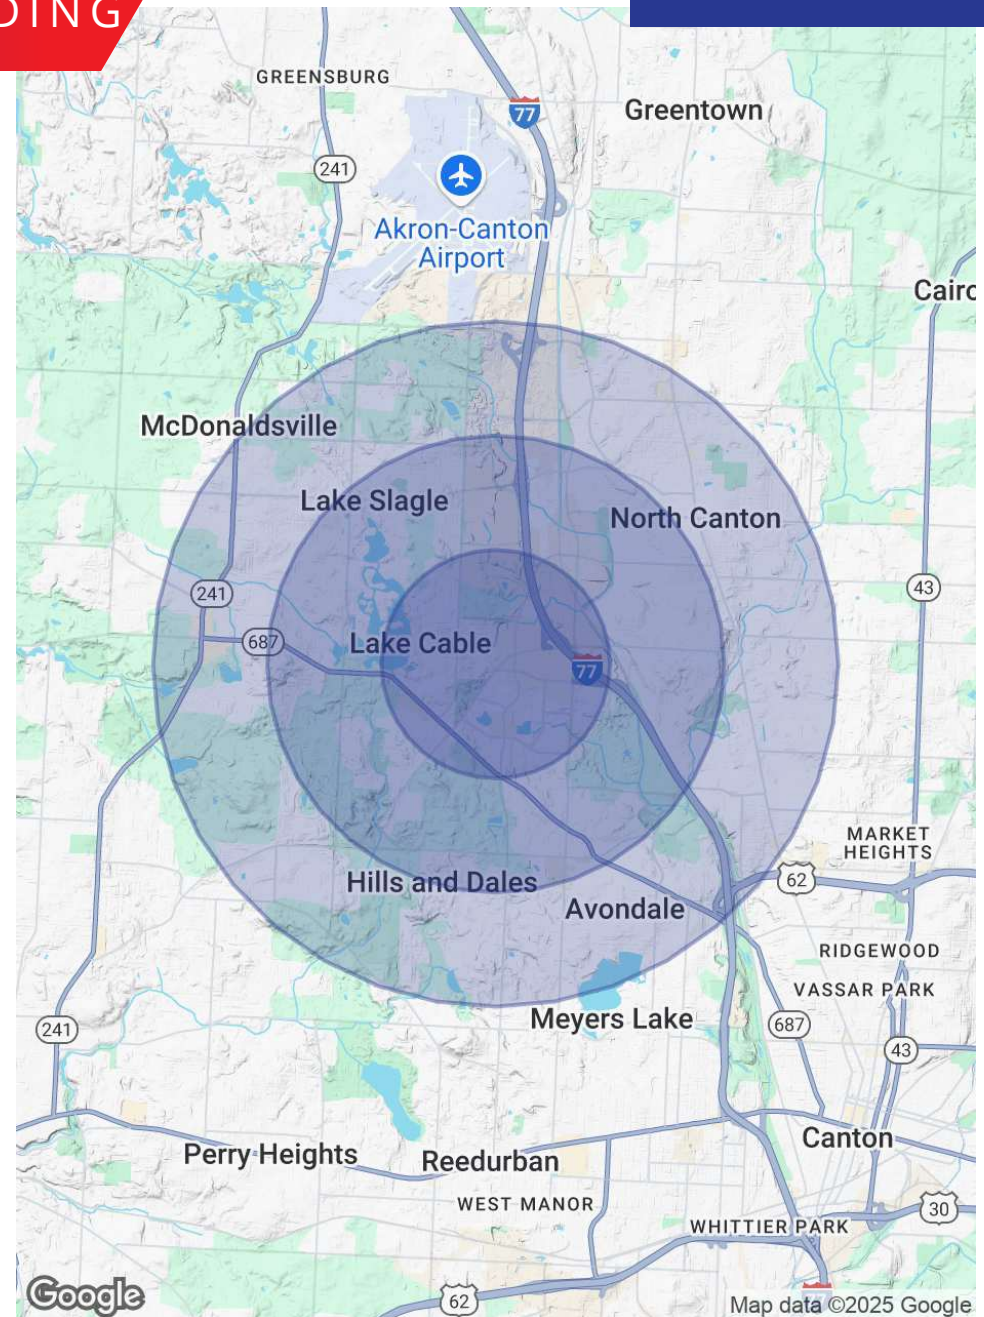 DING
GREENSBURG
77
Greentown
241
Akron-Canton
Airport
Cairo
McDonaldsville
Lake Slagle
North Canton
241
43
687
Lake Cable
77
MARKET
HEIGHTS
Hills and Dales
62
Avondale
RIDGEWOOD
VASSAR PARK
Meyers Lake
687
241
43
Canton
Perry Heights
Reedurban
WEST MANOR
30
WHITTIER PARK
77
62
Google
Map data ©2025 Google